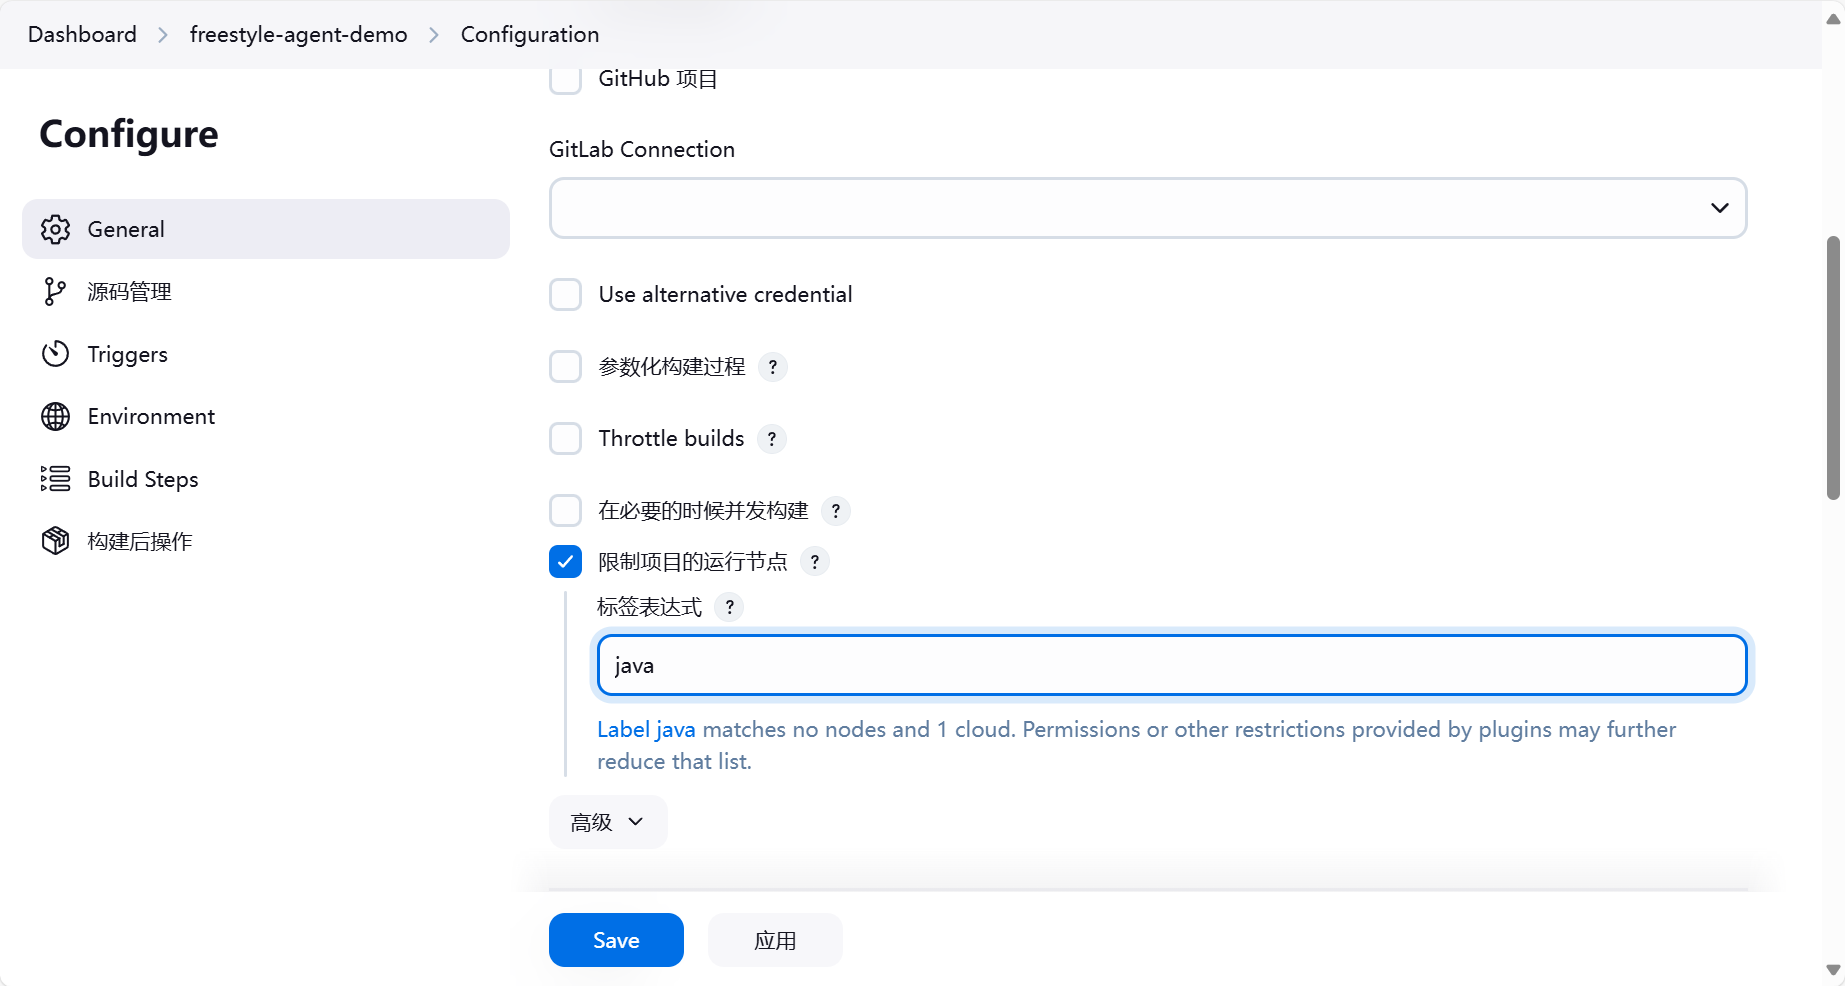 Dashboard > freestyle-agent-demo > Configuration
Configure
General
源码管理
Triggers
Environment
Build Steps
构建后操作
GitHub 项目
GitLab Connection
Use alternative credential
参数化构建过程 ?
Throttle builds ?
在必要的时候并发构建 ?
限制项目的运行节点 ?
标签表达式 ?
java
Label java matches no nodes and 1 cloud. Permissions or other restrictions provided by plugins may further
reduce that list.
高级
Save 应用